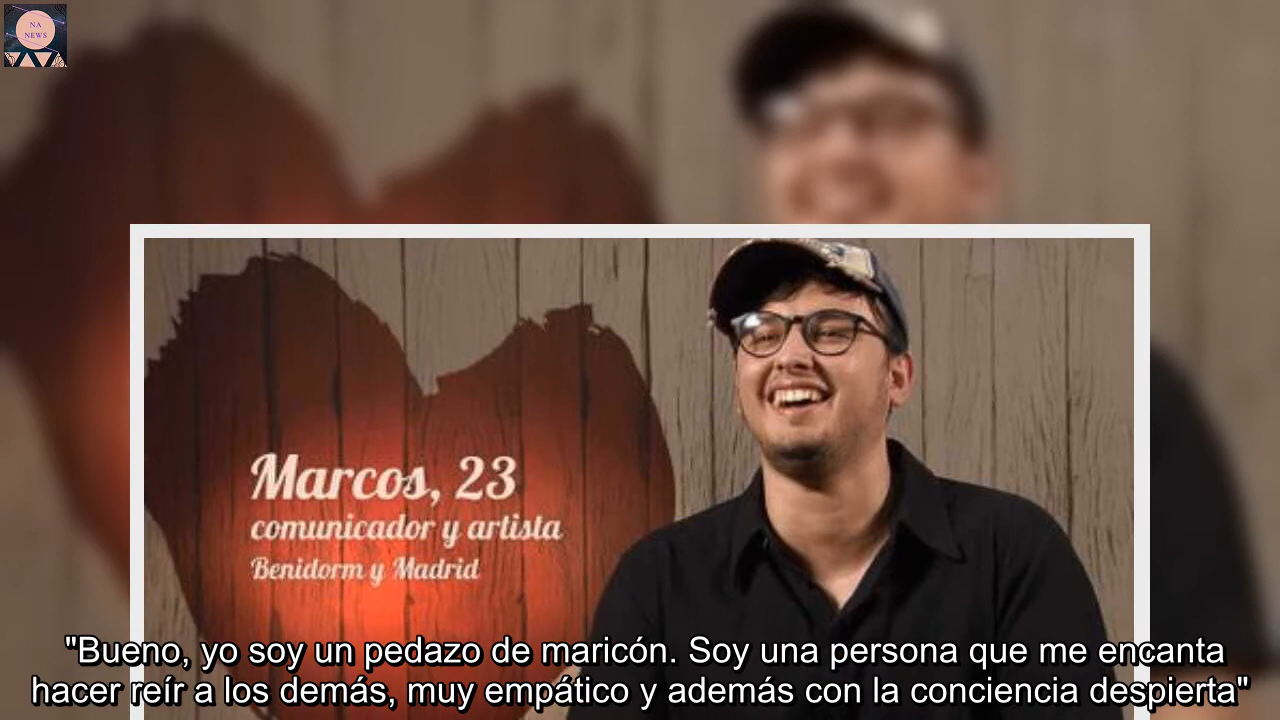 NA
NEWS
Marcos, 23
comunicador y artista
Benidorm y Madrid
"Bueno, yo soy un pedazo de maricón. Soy una persona que me encanta
hacer reír a los demás, muy empático y además con la conciencia despierta"